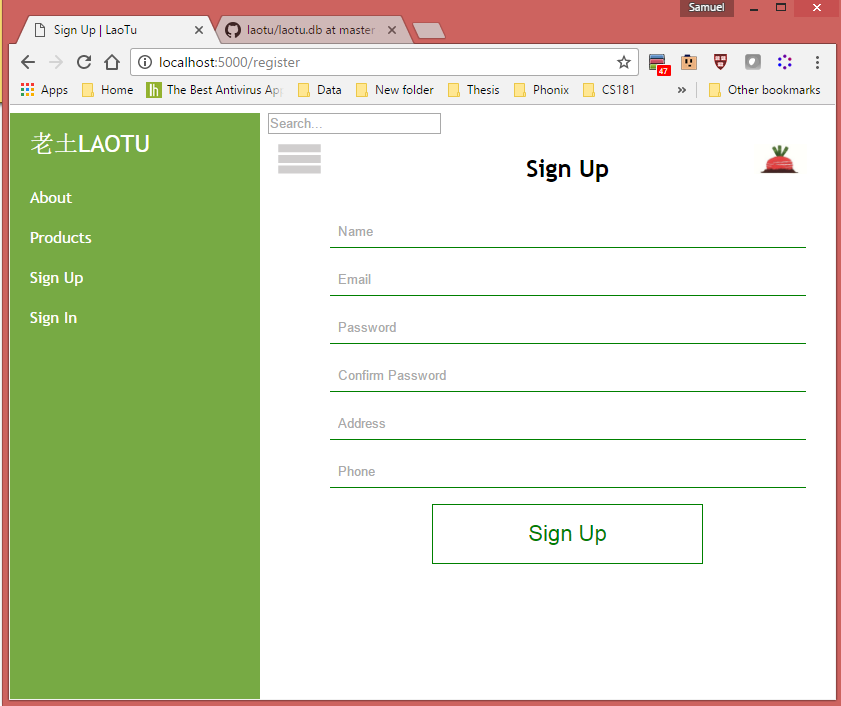 Samuel
Sign Up | LaoTu
laotu/laotu.db at master
localhost:5000/register
47
Apps
Home
lh
The Best Antivirus Ap
Data
New folder
Thesis
Phonix
CS181
»
Other bookmarks
老土LAOTU
About
Products
Sign Up
Sign In
Search...
Sign Up
Name
Email
Password
Confirm Password
Address
Phone
Sign Up